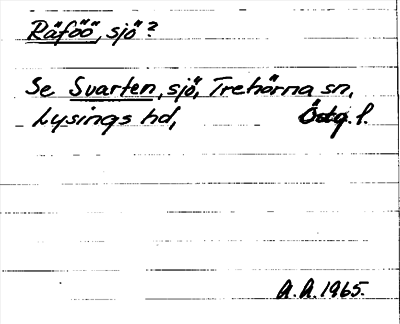 Räföö, sjö?
Se Svarten, sjö, Trehörna sn,
Lysings hd, Östg. l.
A.A. 1965.